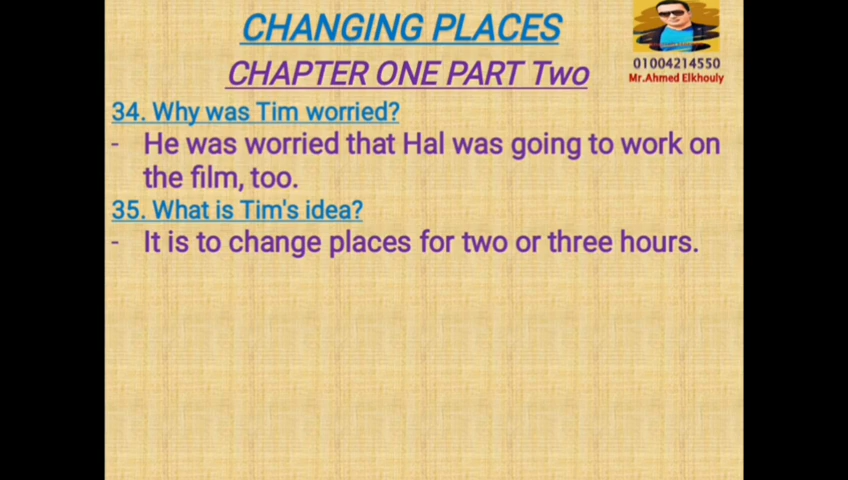 CHANGING PLACES
01004214550
CHAPTER ONE PART Two
Mr.Ahmed Elkhouly
34. Why was Tim worried?
- He was worried that Hal was going to work on
the film, too.
35. What is Tim's idea?
- It is to change places for two or three hours.